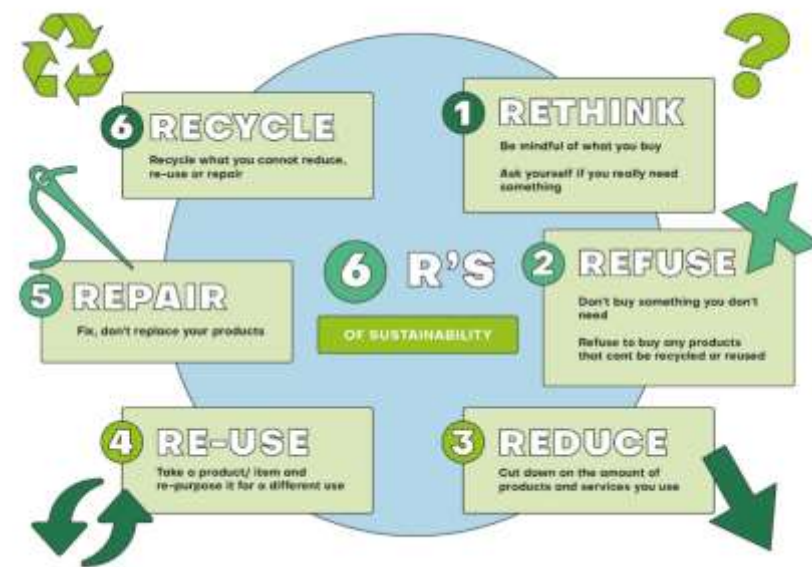 6 R'S
OF SUSTAINABILITY
1 RETHINK
Be mindful of what you buy
Ask yourself if you really need
something
2 REFUSE
Don't buy something you don't
need
Refuse to buy any products
that cant be recycled or reused
3 REDUCE
Cut down on the amount of
products and services you use
4 RE-USE
Take a product/ item and
re-purpose it for a different use
5 REPAIR
Fix, don't replace your products
6 RECYCLE
Recycle what you cannot reduce,
re-use or repair
?